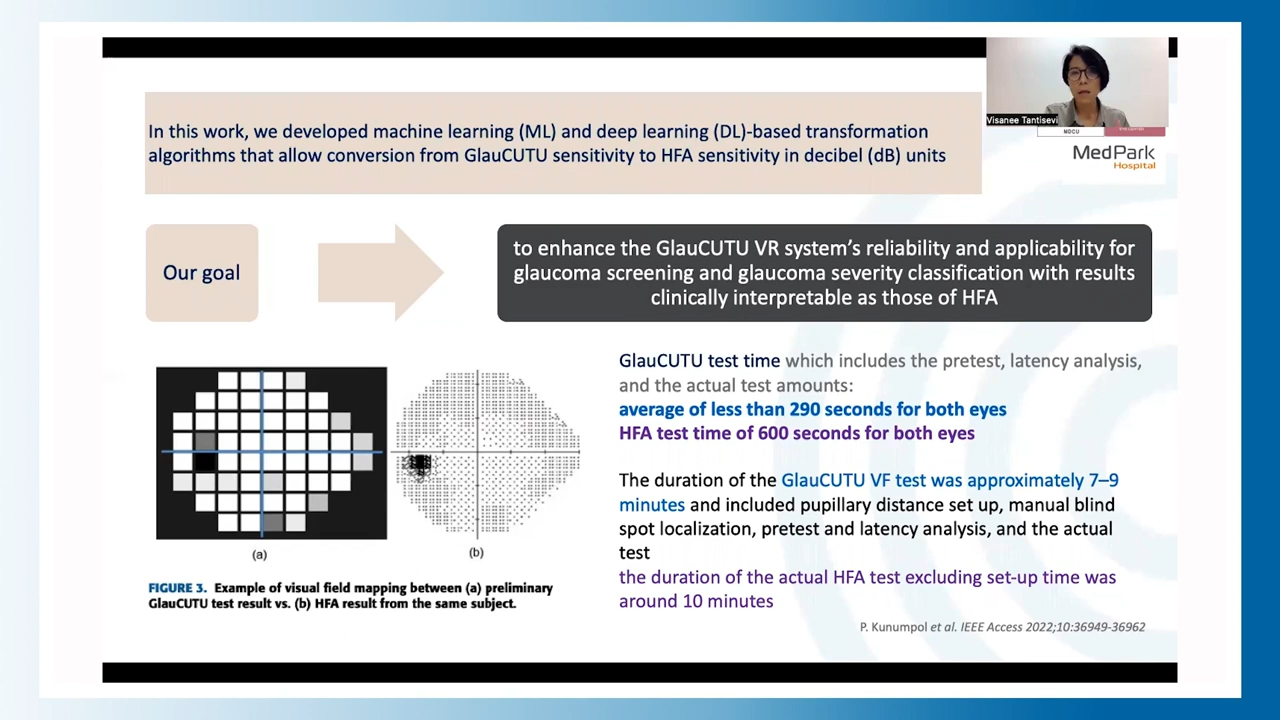 In this work, we developed machine learning (ML) and deep learning (DL)-based transformation
algorithms that allow conversion from GlauCUTU sensitivity to HFA sensitivity in decibel (dB) units
Visanee Tantisevi
MDCU
MedPark
Hospital
Our goal
to enhance the GlauCUTU VR system's reliability and applicability for
glaucoma screening and glaucoma severity classification with results
clinically interpretable as those of HFA
GlauCUTU test time which includes the pretest, latency analysis,
and the actual test amounts:
average of less than 290 seconds for both eyes
HFA test time of 600 seconds for both eyes
The duration of the GlauCUTU VF test was approximately 7–9
minutes and included pupillary distance set up, manual blind
spot localization, pretest and latency analysis, and the actual
test
the duration of the actual HFA test excluding set-up time was
around 10 minutes
(a)
(b)
FIGURE 3. Example of visual field mapping between (a) preliminary
GlauCUTU test result vs. (b) HFA result from the same subject.
P. Kunumpol et al. IEEE Access 2022;10:36949-36962